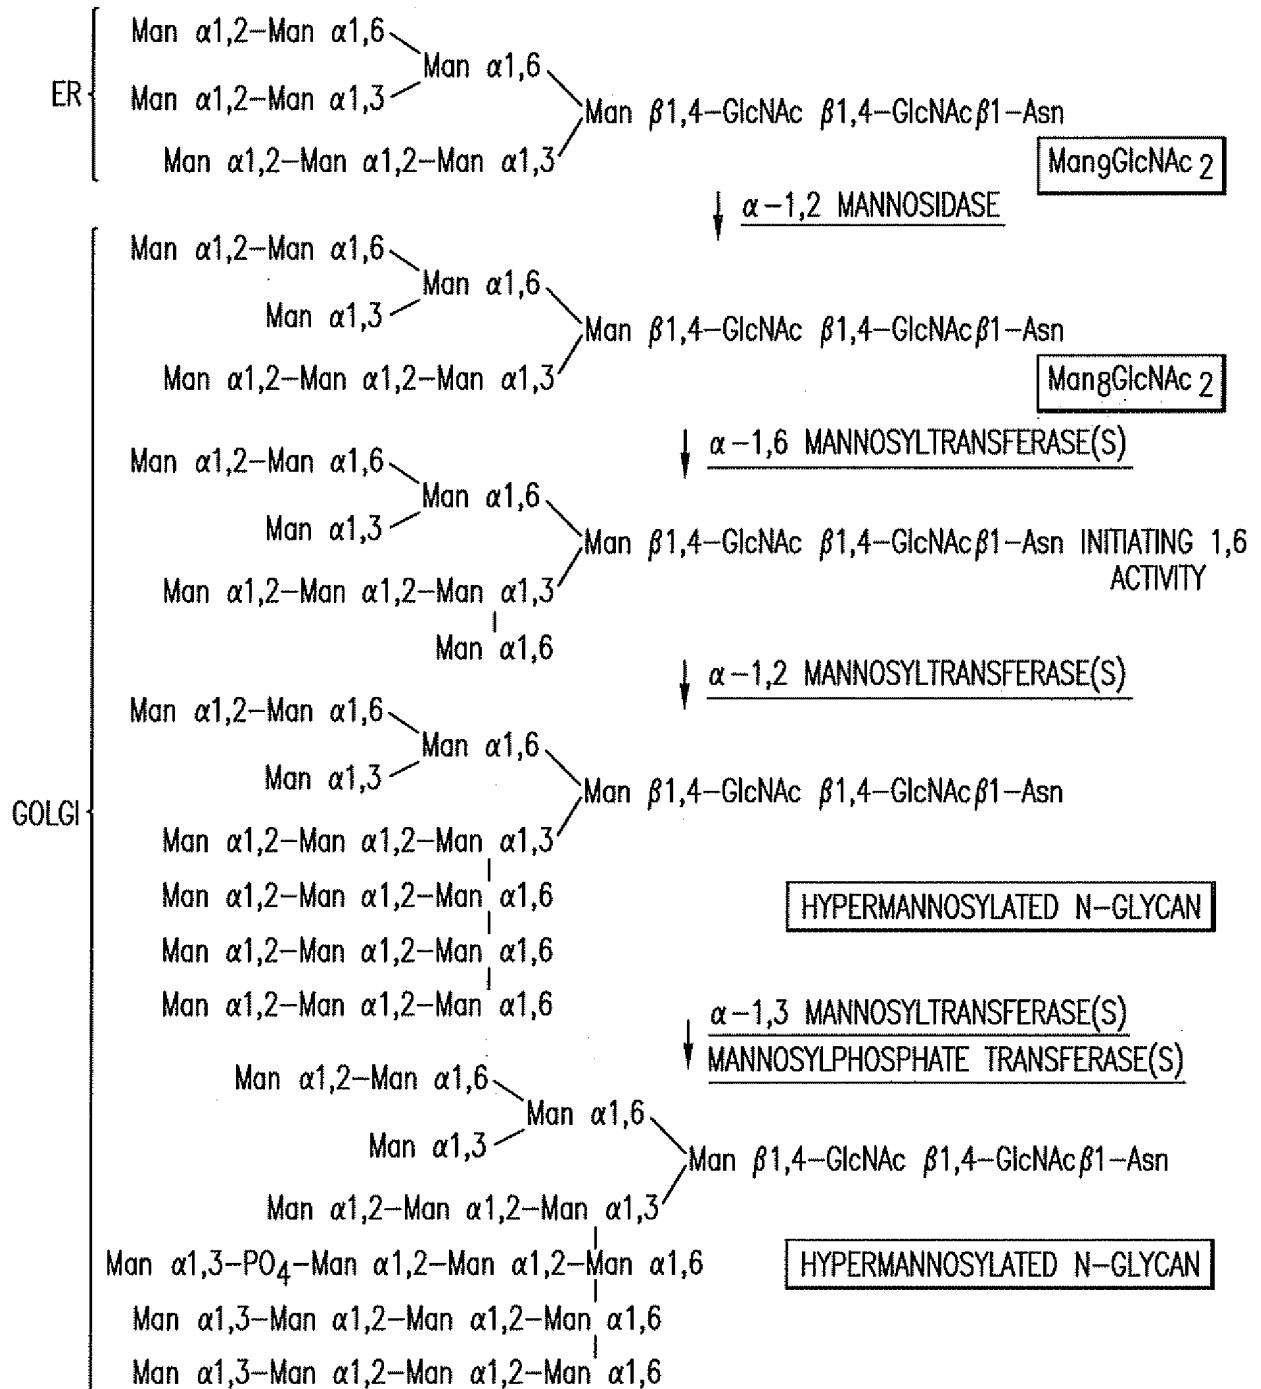 Man α1,2–Man α1,6
Man α1,6
ER
Man α1,2–Man α1,3
Man β1,4–GlcNAc β1,4–GlcNAcβ1–Asn
Man α1,2–Man α1,2–Man α1,3
Man9GlcNAc2
α–1,2 MANNOSIDASE
Man α1,2–Man α1,6
Man α1,6
Man α1,3
Man β1,4–GlcNAc β1,4–GlcNAcβ1–Asn
Man α1,2–Man α1,2–Man α1,3
Man8GlcNAc2
α–1,6 MANNOSYLTRANSFERASE(S)
Man α1,2–Man α1,6
Man α1,6
Man α1,3
Man β1,4–GlcNAc β1,4–GlcNAcβ1–Asn INITIATING 1,6
ACTIVITY
Man α1,2–Man α1,2–Man α1,3
Man α1,6
α–1,2 MANNOSYLTRANSFERASE(S)
Man α1,2–Man α1,6
Man α1,6
Man α1,3
Man β1,4–GlcNAc β1,4–GlcNAcβ1–Asn
GOLGI
Man α1,2–Man α1,2–Man α1,3
Man α1,2–Man α1,2–Man α1,6
HYPERMANNOSYLATED N–GLYCAN
Man α1,2–Man α1,2–Man α1,6
Man α1,2–Man α1,2–Man α1,6
α–1,3 MANNOSYLTRANSFERASE(S)
MANNOSYLPHOSPHATE TRANSFERASE(S)
Man α1,2–Man α1,6
Man α1,6
Man α1,3
Man β1,4–GlcNAc β1,4–GlcNAcβ1–Asn
Man α1,2–Man α1,2–Man α1,3
Man α1,3–PO4–Man α1,2–Man α1,2–Man α1,6
HYPERMANNOSYLATED N–GLYCAN
Man α1,3–Man α1,2–Man α1,2–Man α1,6
Man α1,3–Man α1,2–Man α1,2–Man α1,6